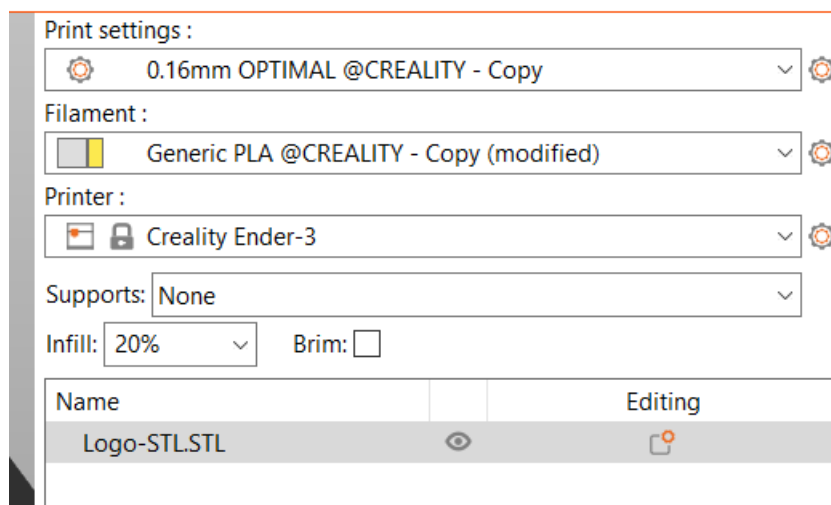 Print settings :
0.16mm OPTIMAL @CREALITY - Copy
Filament :
Generic PLA @CREALITY - Copy (modified)
Printer :
Creality Ender-3
Supports: None
Infill: 20% Brim:
Name Editing
Logo-STL.STL